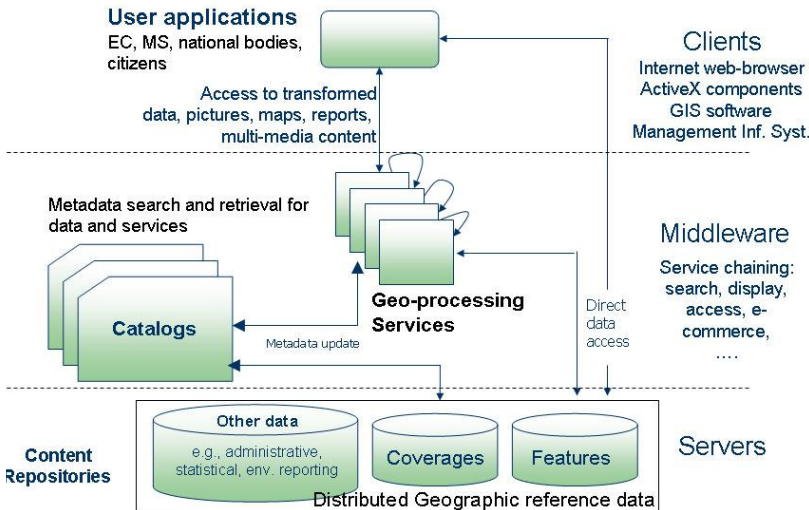 User applications
EC, MS, national bodies,
citizens
Clients
Internet web-browser
ActiveX components
GIS software
Management Inf. Syst.
Access to transformed
data, pictures, maps, reports,
multi-media content
Metadata search and retrieval for
data and services
Catalogs
Geo-processing
Services
Metadata update
Direct
data
access
Middleware
Service chaining:
search, display,
access, e-
commerce,
....
Content
Repositories
Other data
e.g., administrative,
statistical, env. reporting
Coverages
Features
Distributed Geographic reference data
Servers